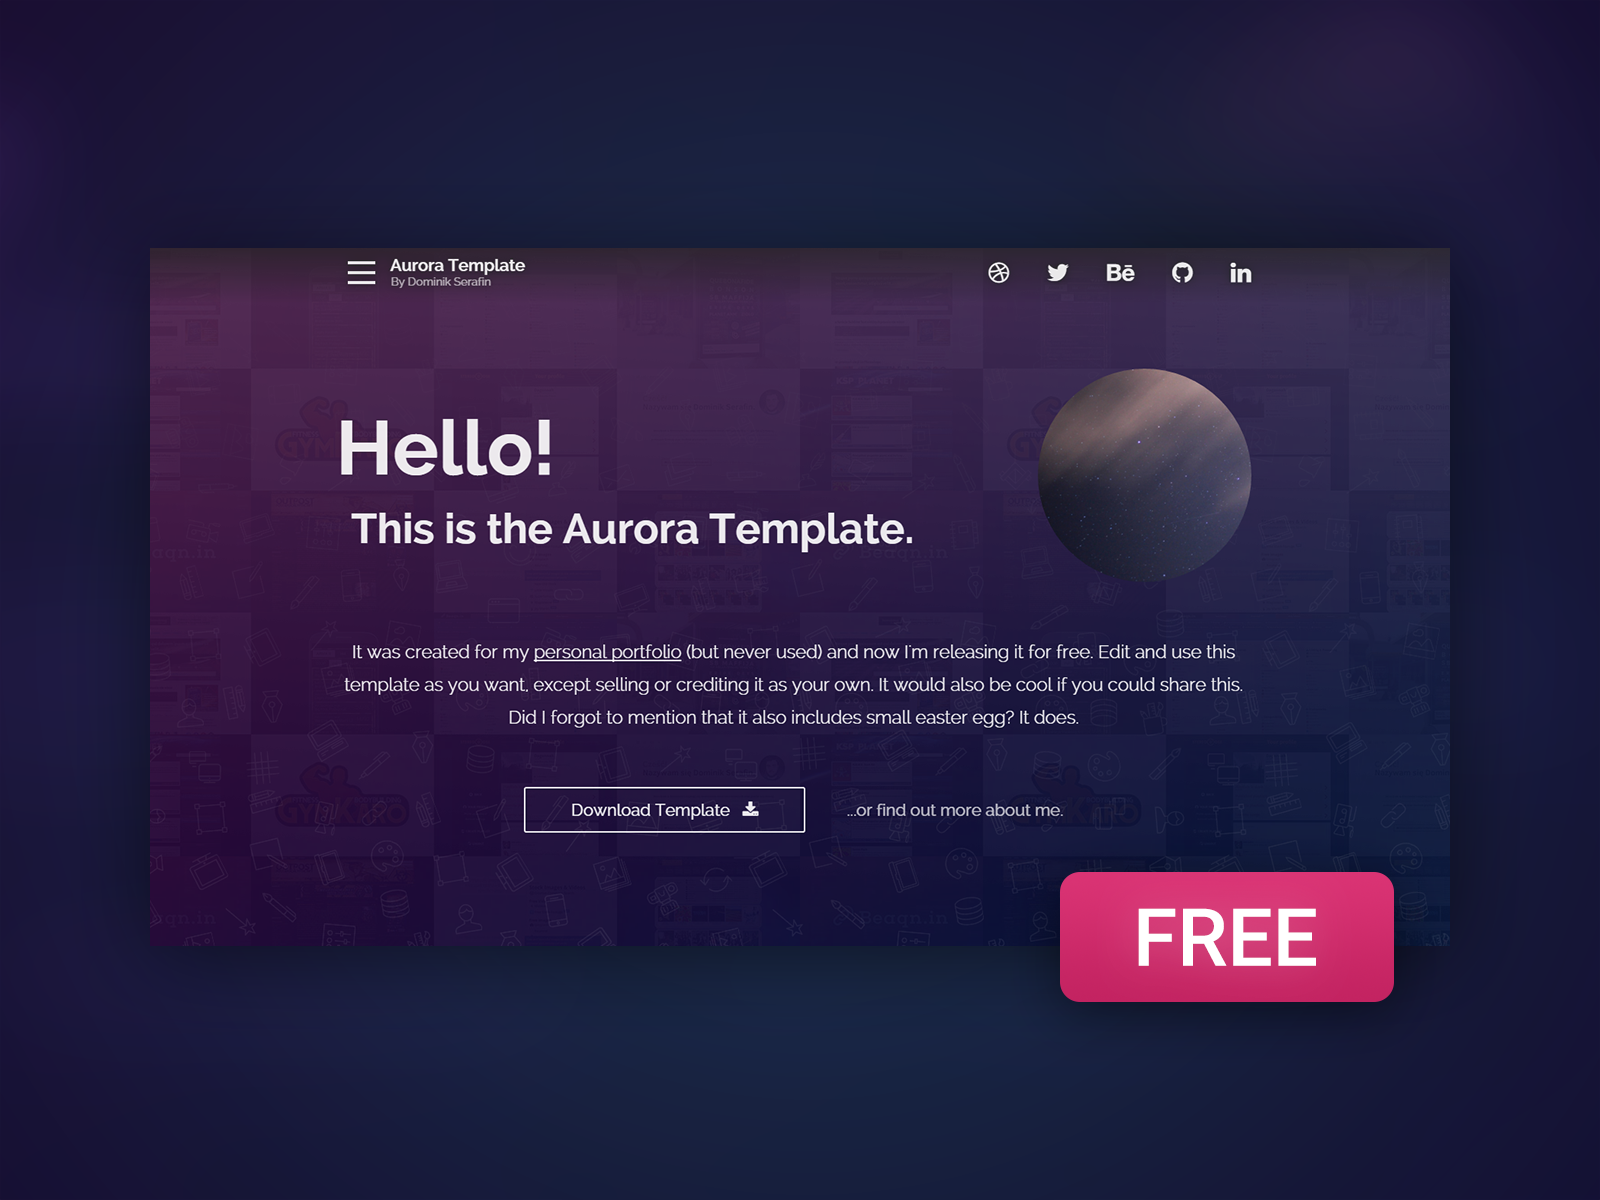 Aurora Template
By Dominik Serafin
Bē
in
Hello!
This is the Aurora Template.
It was created for my personal portfolio (but never used) and now I'm releasing it for free. Edit and use this
template as you want, except selling or crediting it as your own. It would also be cool if you could share this.
Did I forgot to mention that it also includes small easter egg? It does.
Download Template
...or find out more about me.
FREE